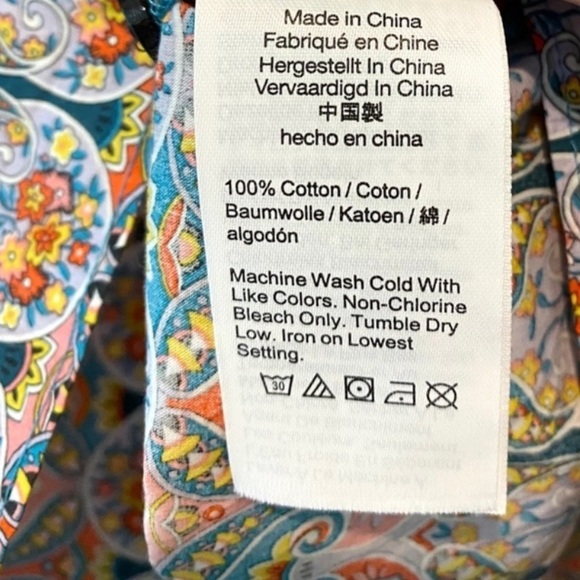 Made in China
Fabriqué en Chine
Hergestellt In China
Vervaardigd In China
中国製
hecho en china
100% Cotton / Coton /
Baumwolle / Katoen / 綿 /
algodón
Machine Wash Cold With
Like Colors. Non-Chlorine
Bleach Only. Tumble Dry
Low. Iron on Lowest
Setting.
30